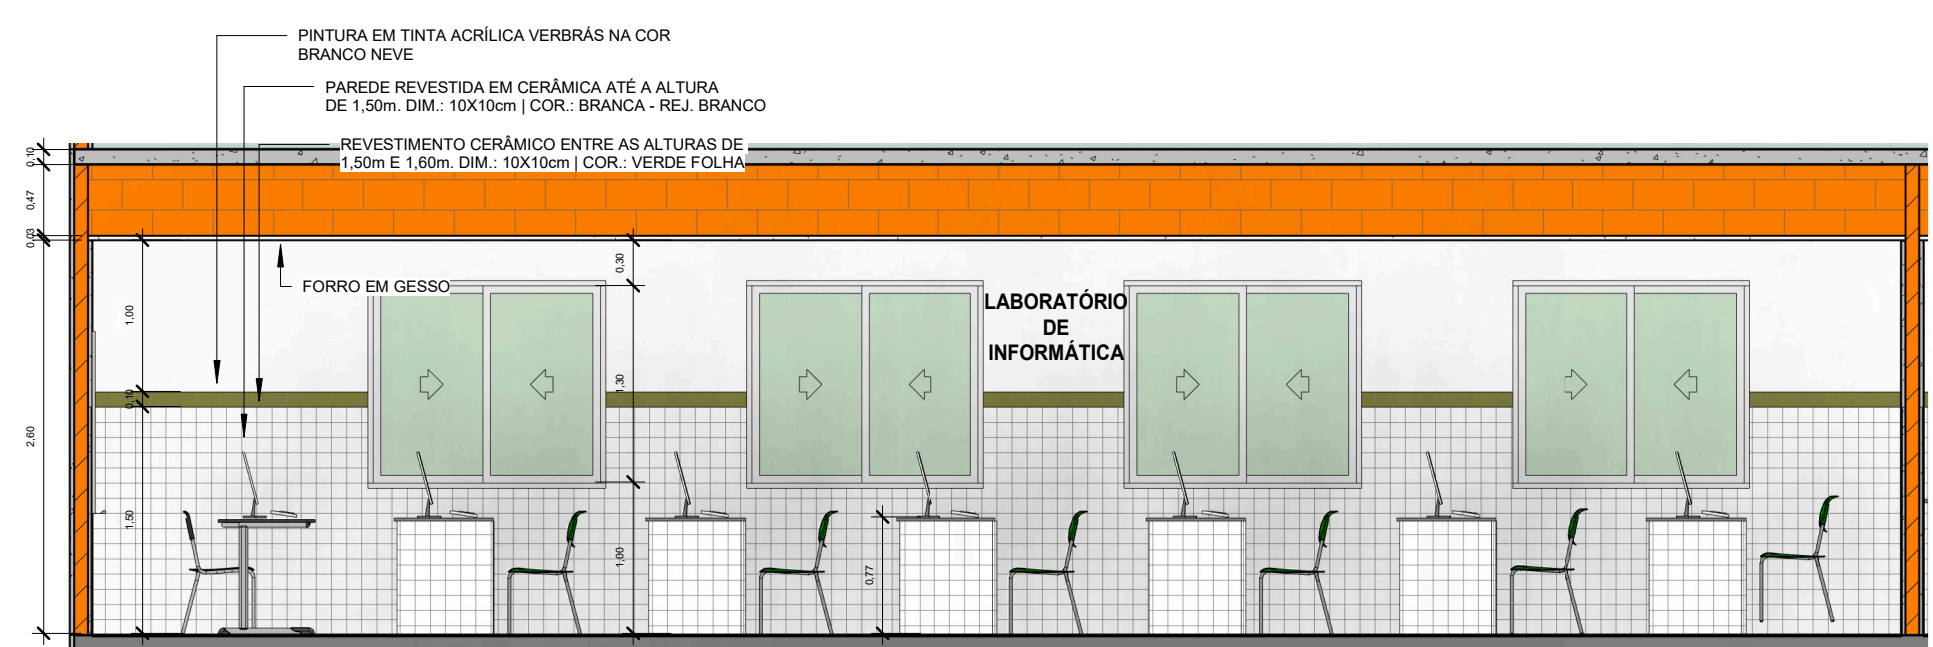 PINTURA EM TINTA ACRÍLICA VERBRÁS NA COR
BRANCO NEVE
PAREDE REVESTIDA EM CERÂMICA ATÉ A ALTURA
DE 1,50m. DIM.: 10X10cm | COR.: BRANCA - REJ. BRANCO
REVESTIMENTO CERÂMICO ENTRE AS ALTURAS DE
1,50m E 1,60m. DIM.: 10X10cm | COR.: VERDE FOLHA
0,10
0,47
0,03
2,60
FORRO EM GESSO
1,00
0,10
1,50
0,30
1,30
1,00
LABORATÓRIO
DE
INFORMÁTICA
0,77